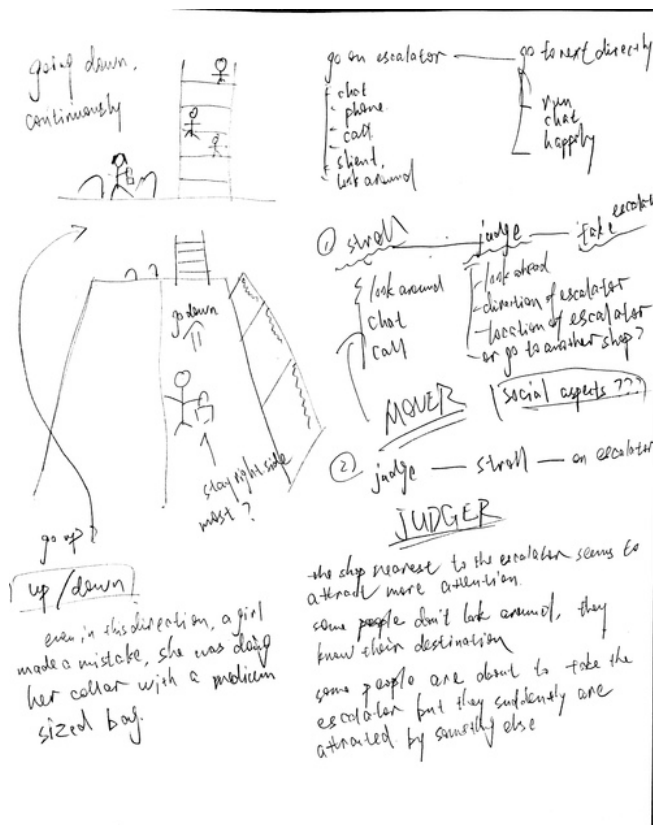 going down.
continuously
go down
stay right side
most?
go up?
up/down
even in this direction, a girl
made a mistake, she was doing
her collar with a medium
sized bag.
go on escalator — go to next directly
- chat
- phone.
- call
- silent.
- look around
- run
chat
happily
① stroll — judge — take escalator
look around
chat
call
- look ahead
- direction of escalator
- location of escalator
- or go to another shop?
MOVER
social aspects???
② judge — stroll — on escalator
JUDGER
the shop nearest to the escalator seems to
attract more attention.
some people don't look around, they
know their destination
some people are about to take the
escalator but they suddently are
attracted by something else